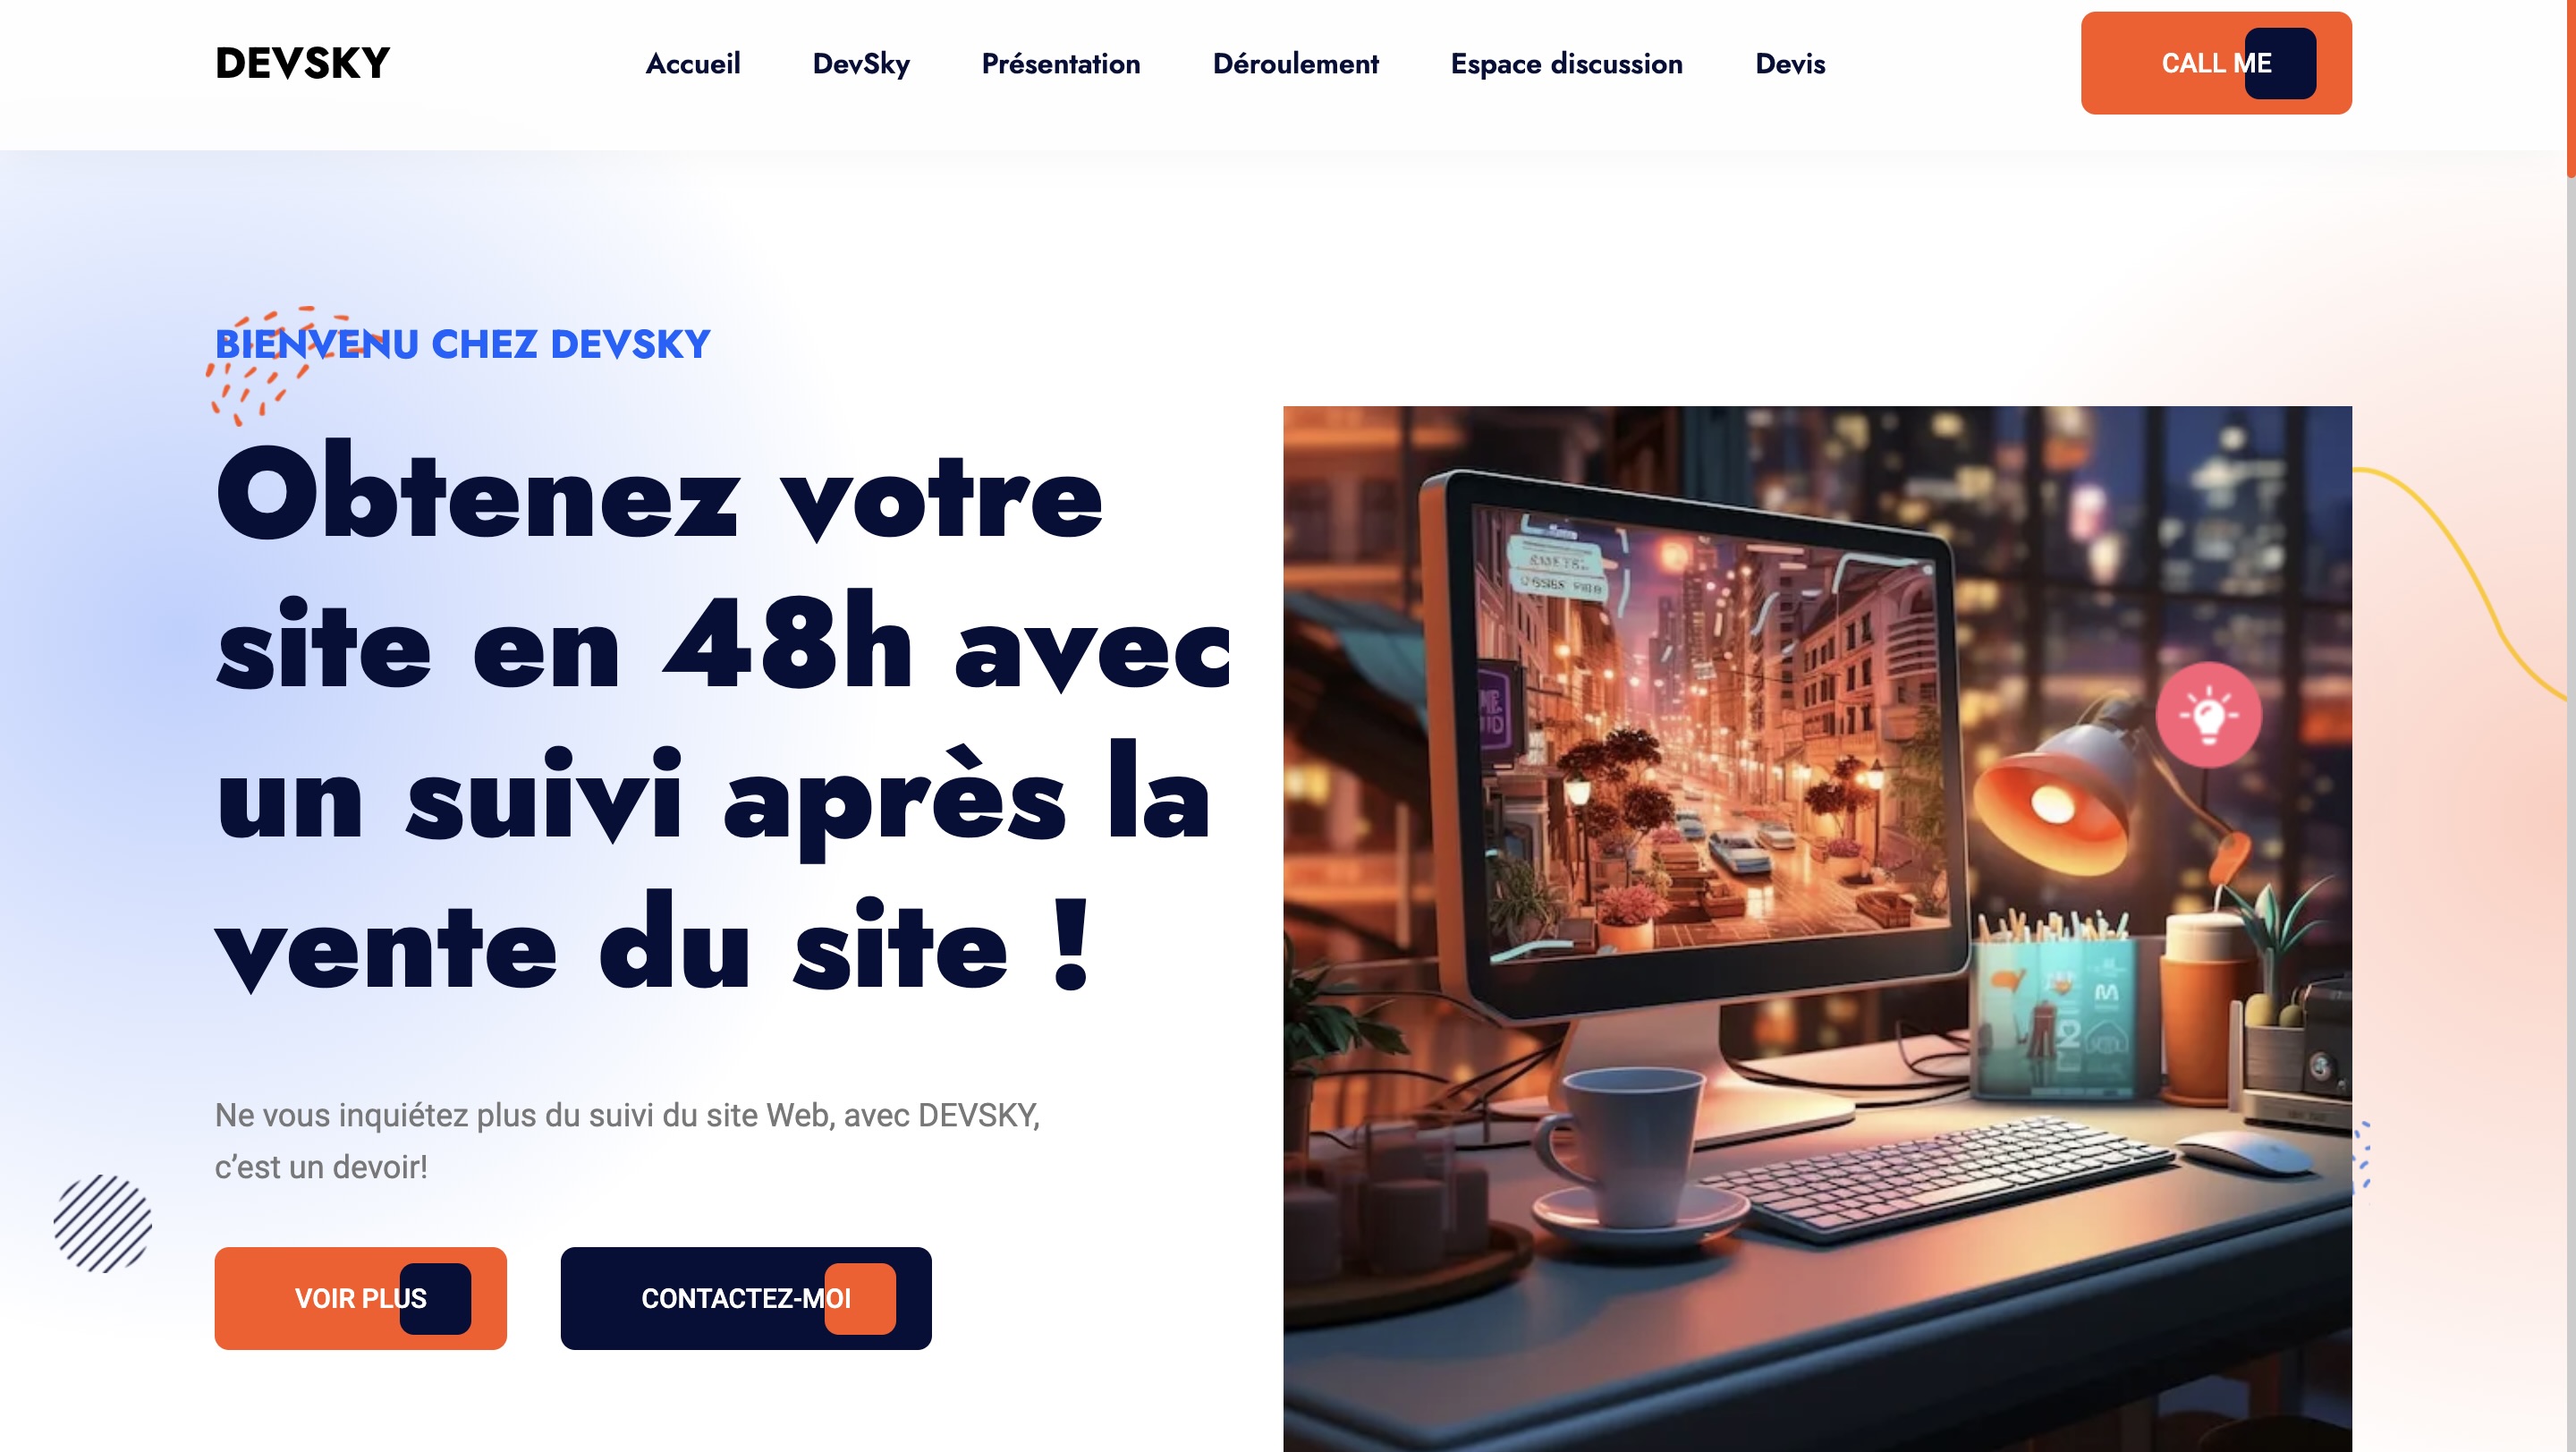 DEVSKY
Accueil
DevSky
Présentation
Déroulement
Espace discussion
Devis
CALL ME
BIENVENU CHEZ DEVSKY
Obtenez votre
site en 48h avec
un suivi après la
vente du site !
Ne vous inquiétez plus du suivi du site Web, avec DEVSKY,
c’est un devoir!
VOIR PLUS
CONTACTEZ-MOI